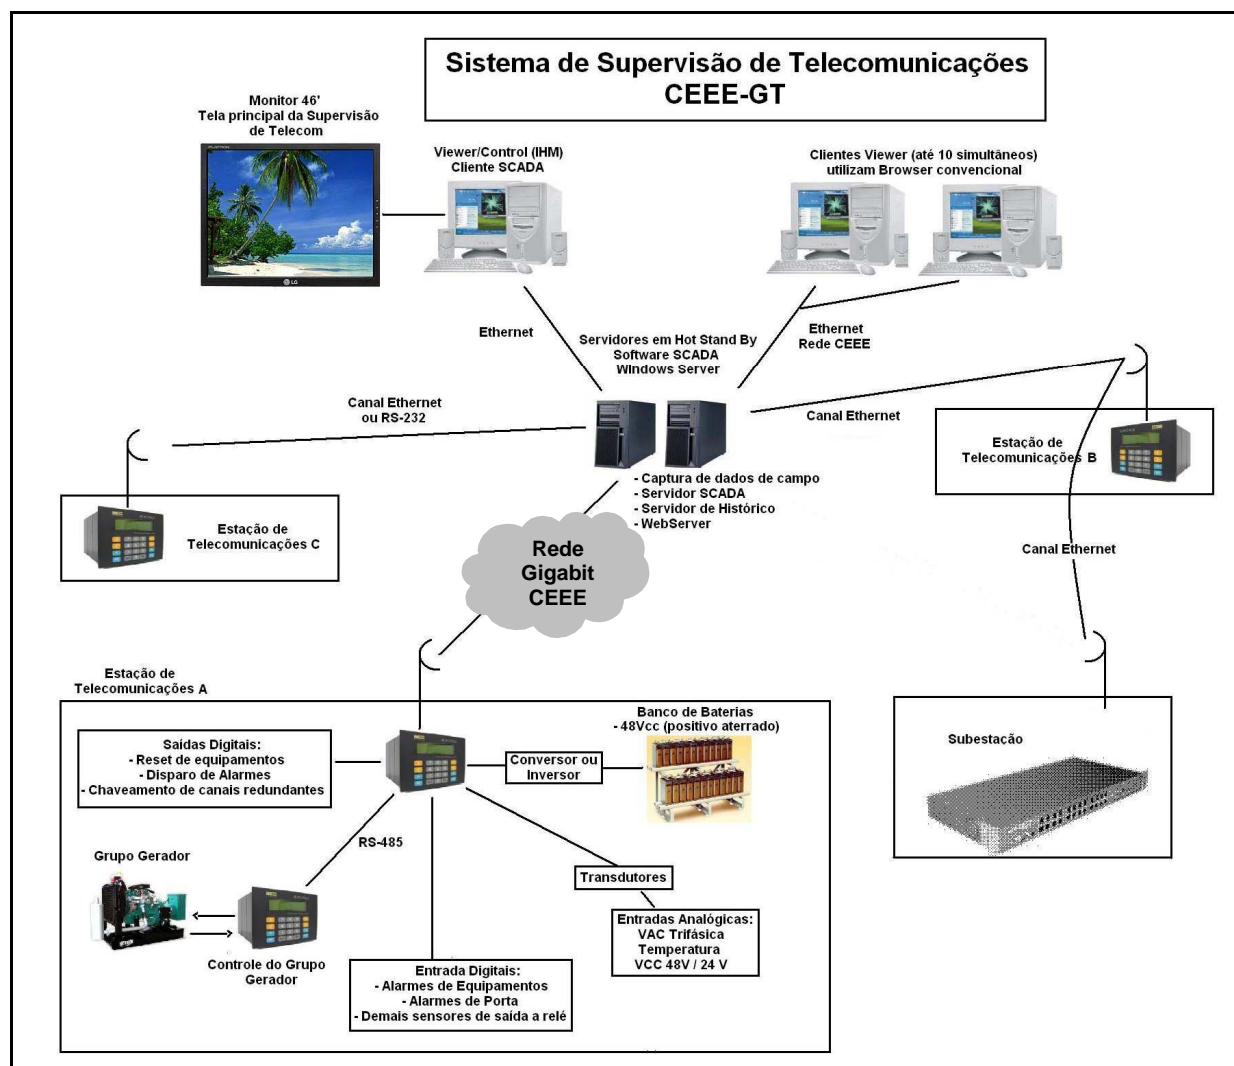 Sistema de Supervisão de Telecomunicações
CEEE-GT
Monitor 46'
Tela principal da Supervisão
de Telecom
LG
Viewer/Control (IHM)
Cliente SCADA
Clientes Viewer (até 10 simultâneos)
utilizam Browser convencional
Ethernet
Servidores em Hot Stand By
Software SCADA
WIndows Server
Ethernet
Rede CEEE
Canal Ethernet
ou RS-232
Canal Ethernet
Estação de
Telecomunicações B
- Captura de dados de campo
- Servidor SCADA
- Servidor de Histórico
- WebServer
Estação de
Telecomunicações C
Rede
Gigabit
CEEE
Canal Ethernet
Estação de
Telecomunicações A
Saídas Digitais:
- Reset de equipamentos
- Disparo de Alarmes
- Chaveamento de canais redundantes
Conversor ou
Inversor
Banco de Baterias
- 48Vcc (positivo aterrado)
Subestação
RS-485
Grupo Gerador
Controle do Grupo
Gerador
Transdutores
Entradas Analógicas:
VAC Trifásica
Temperatura
VCC 48V / 24 V
Entrada Digitais:
- Alarmes de Equipamentos
- Alarmes de Porta
- Demais sensores de saída a relé